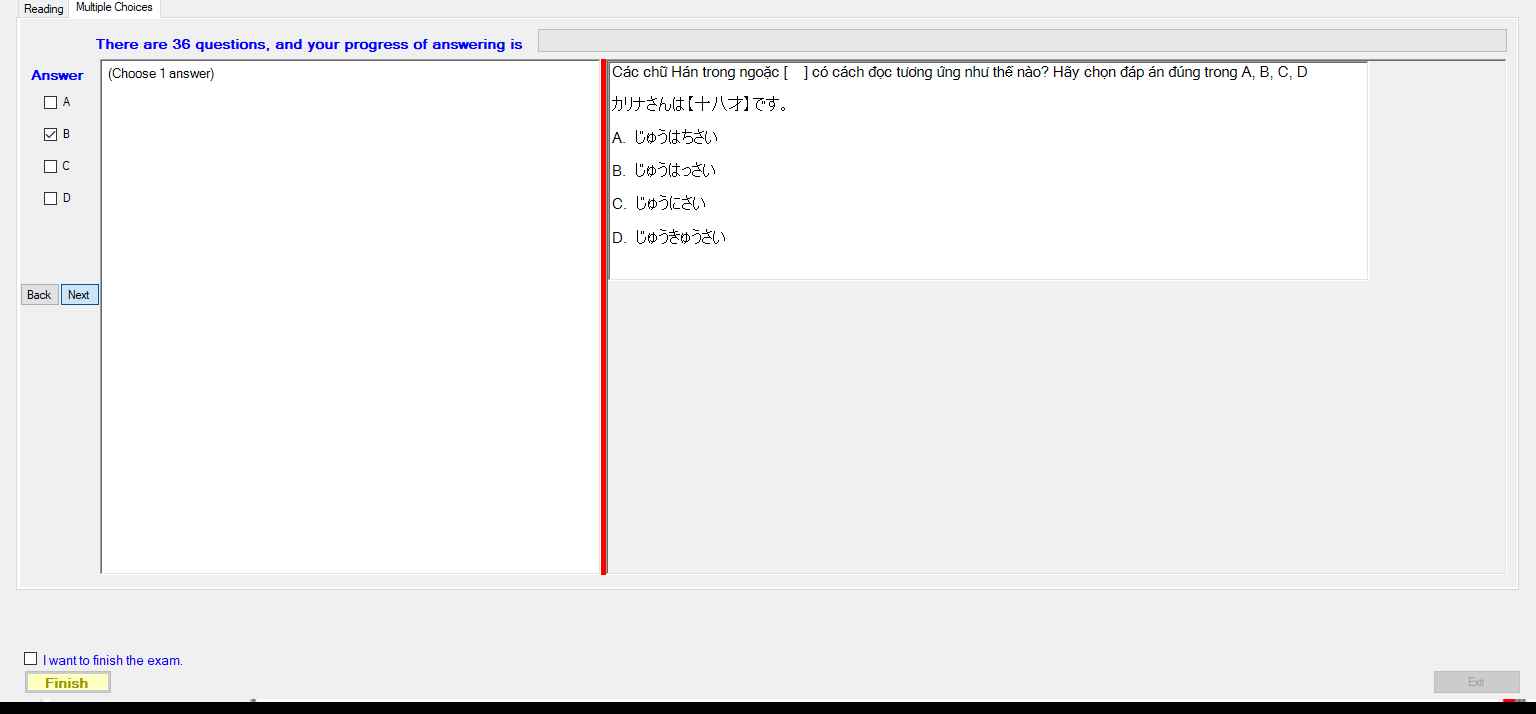 Reading Multiple Choices
There are 36 questions, and your progress of answering is
Answer
A
B
C
D
Back Next
(Choose 1 answer)
Các chữ Hán trong ngoặc [ ] có cách đọc tương ứng như thế nào? Hãy chọn đáp án đúng trong A, B, C, D
カリナさんは【十八才】です。
A. じゅうはちさい
B. じゅうはっさい
C. じゅうにさい
D. じゅうきゅうさい
I want to finish the exam.
Finish
Exit